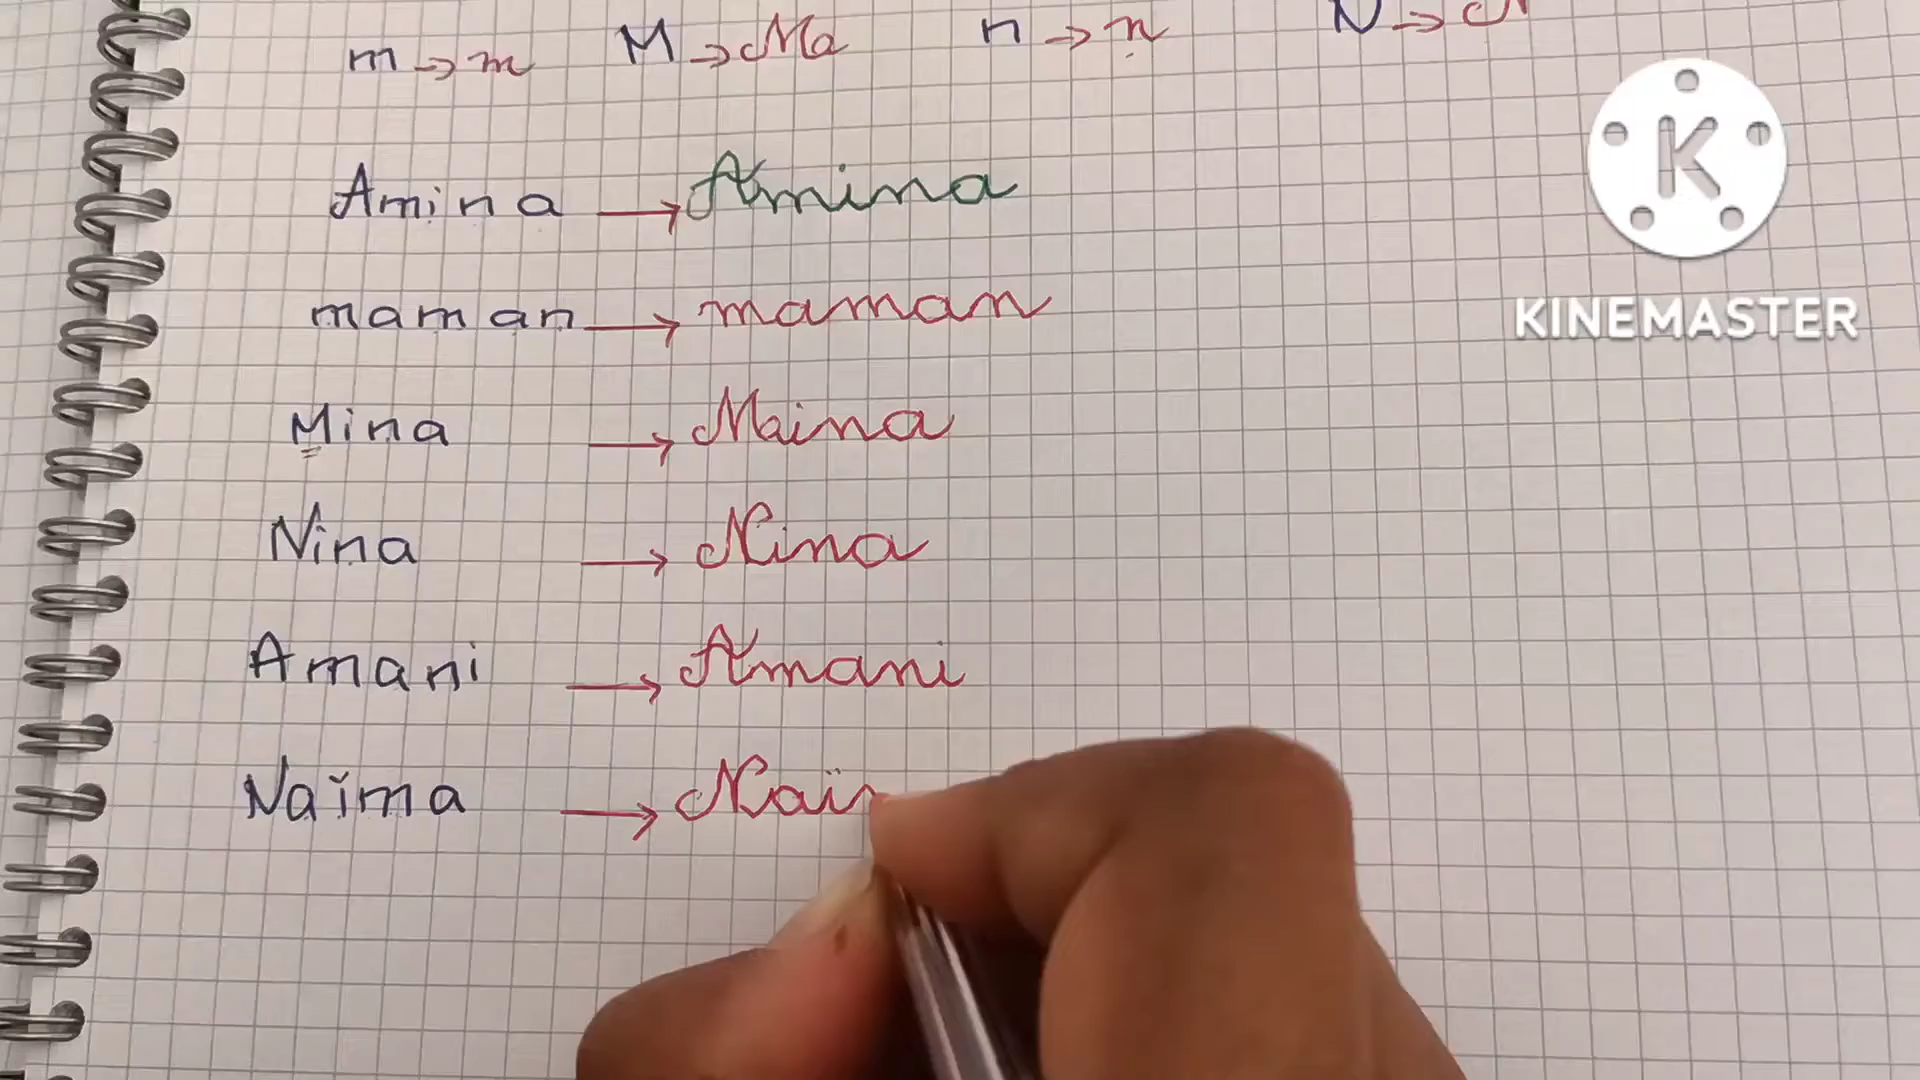 m → m M → Ma n → n N → N
Amina → Amina
maman → maman
Mina → Maina
Nina → Nina
Amani → Amani
Naïma → Naï
KINEMASTER